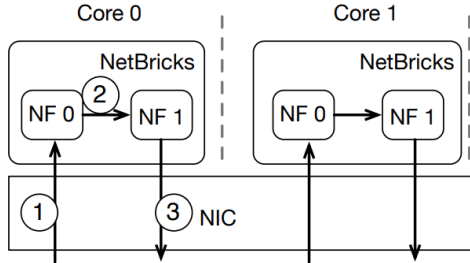 Core 0
Core 1
NetBricks
NetBricks
2
NF 0
NF 1
NF 0
NF 1
1
3
NIC